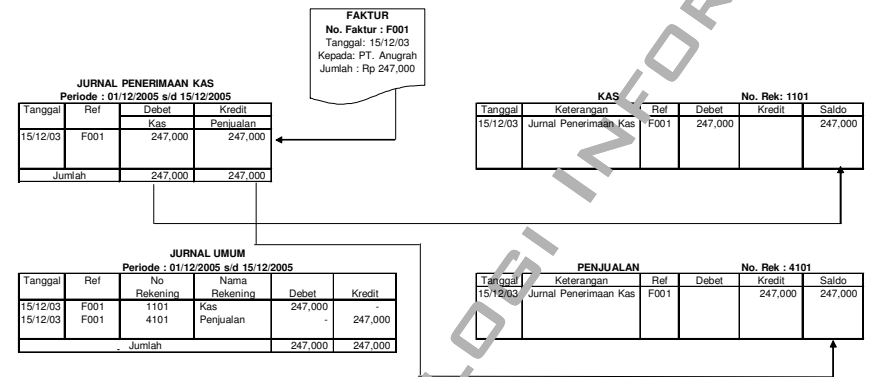 FAKTUR
No. Faktur : F001
Tanggal: 15/12/03
Kepada: PT. Anugrah
Jumlah : Rp 247,000
JURNAL PENERIMAAN KAS
Periode : 01/12/2005 s/d 15/12/2005
Tanggal Ref Debet Kredit
Kas Penjualan
15/12/03 F001 247,000 247,000
Jumlah 247,000 247,000
KAS No. Rek: 1101
Tanggal Keterangan Ref Debet Kredit Saldo
15/12/03 Jurnal Penerimaan Kas F001 247,000 247,000
JURNAL UMUM
Periode : 01/12/2005 s/d 15/12/2005
Tanggal Ref No Nama
Rekening Rekening Debet Kredit
15/12/03 F001 1101 Kas 247,000 -
15/12/03 F001 4101 Penjualan - 247,000
Jumlah 247,000 247,000
PENJUALAN No. Rek : 4101
Tanggal Keterangan Ref Debet Kredit Saldo
15/12/03 Jurnal Penerimaan Kas F001 247,000 247,000
LOGI INFOR